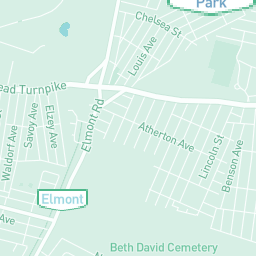 Park
Chelsea St
Louis Ave
ead Turnpike
Elmont Rd
Elzey Ave
Savoy Ave
Waldorf Ave
Atherton Ave
Lincoln St
Benson Ave
Elmont
Ave
Beth David Cemetery